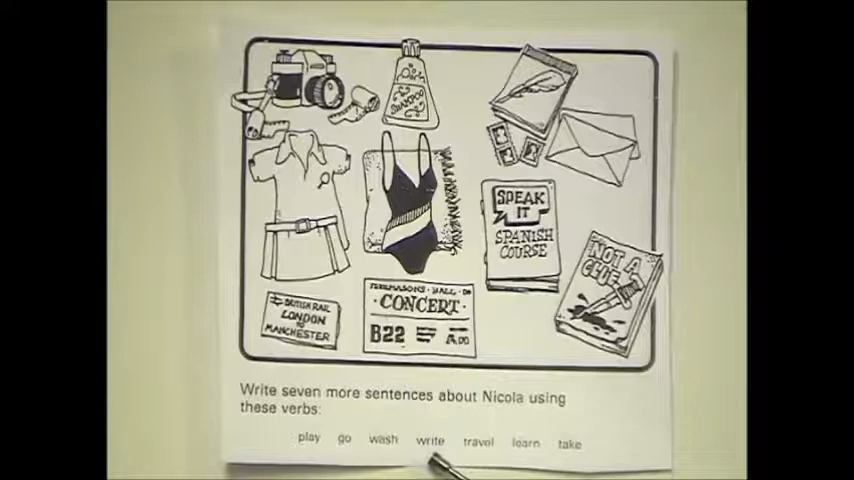 SHAMPOO
SPEAK
IT
SPANISH
COURSE
NOT A
CLUE
BRITISH RAIL
LONDON
TO
MANCHESTER
CONCERT
B22
Write seven more sentences about Nicola using
these verbs:
play go wash write travel learn take